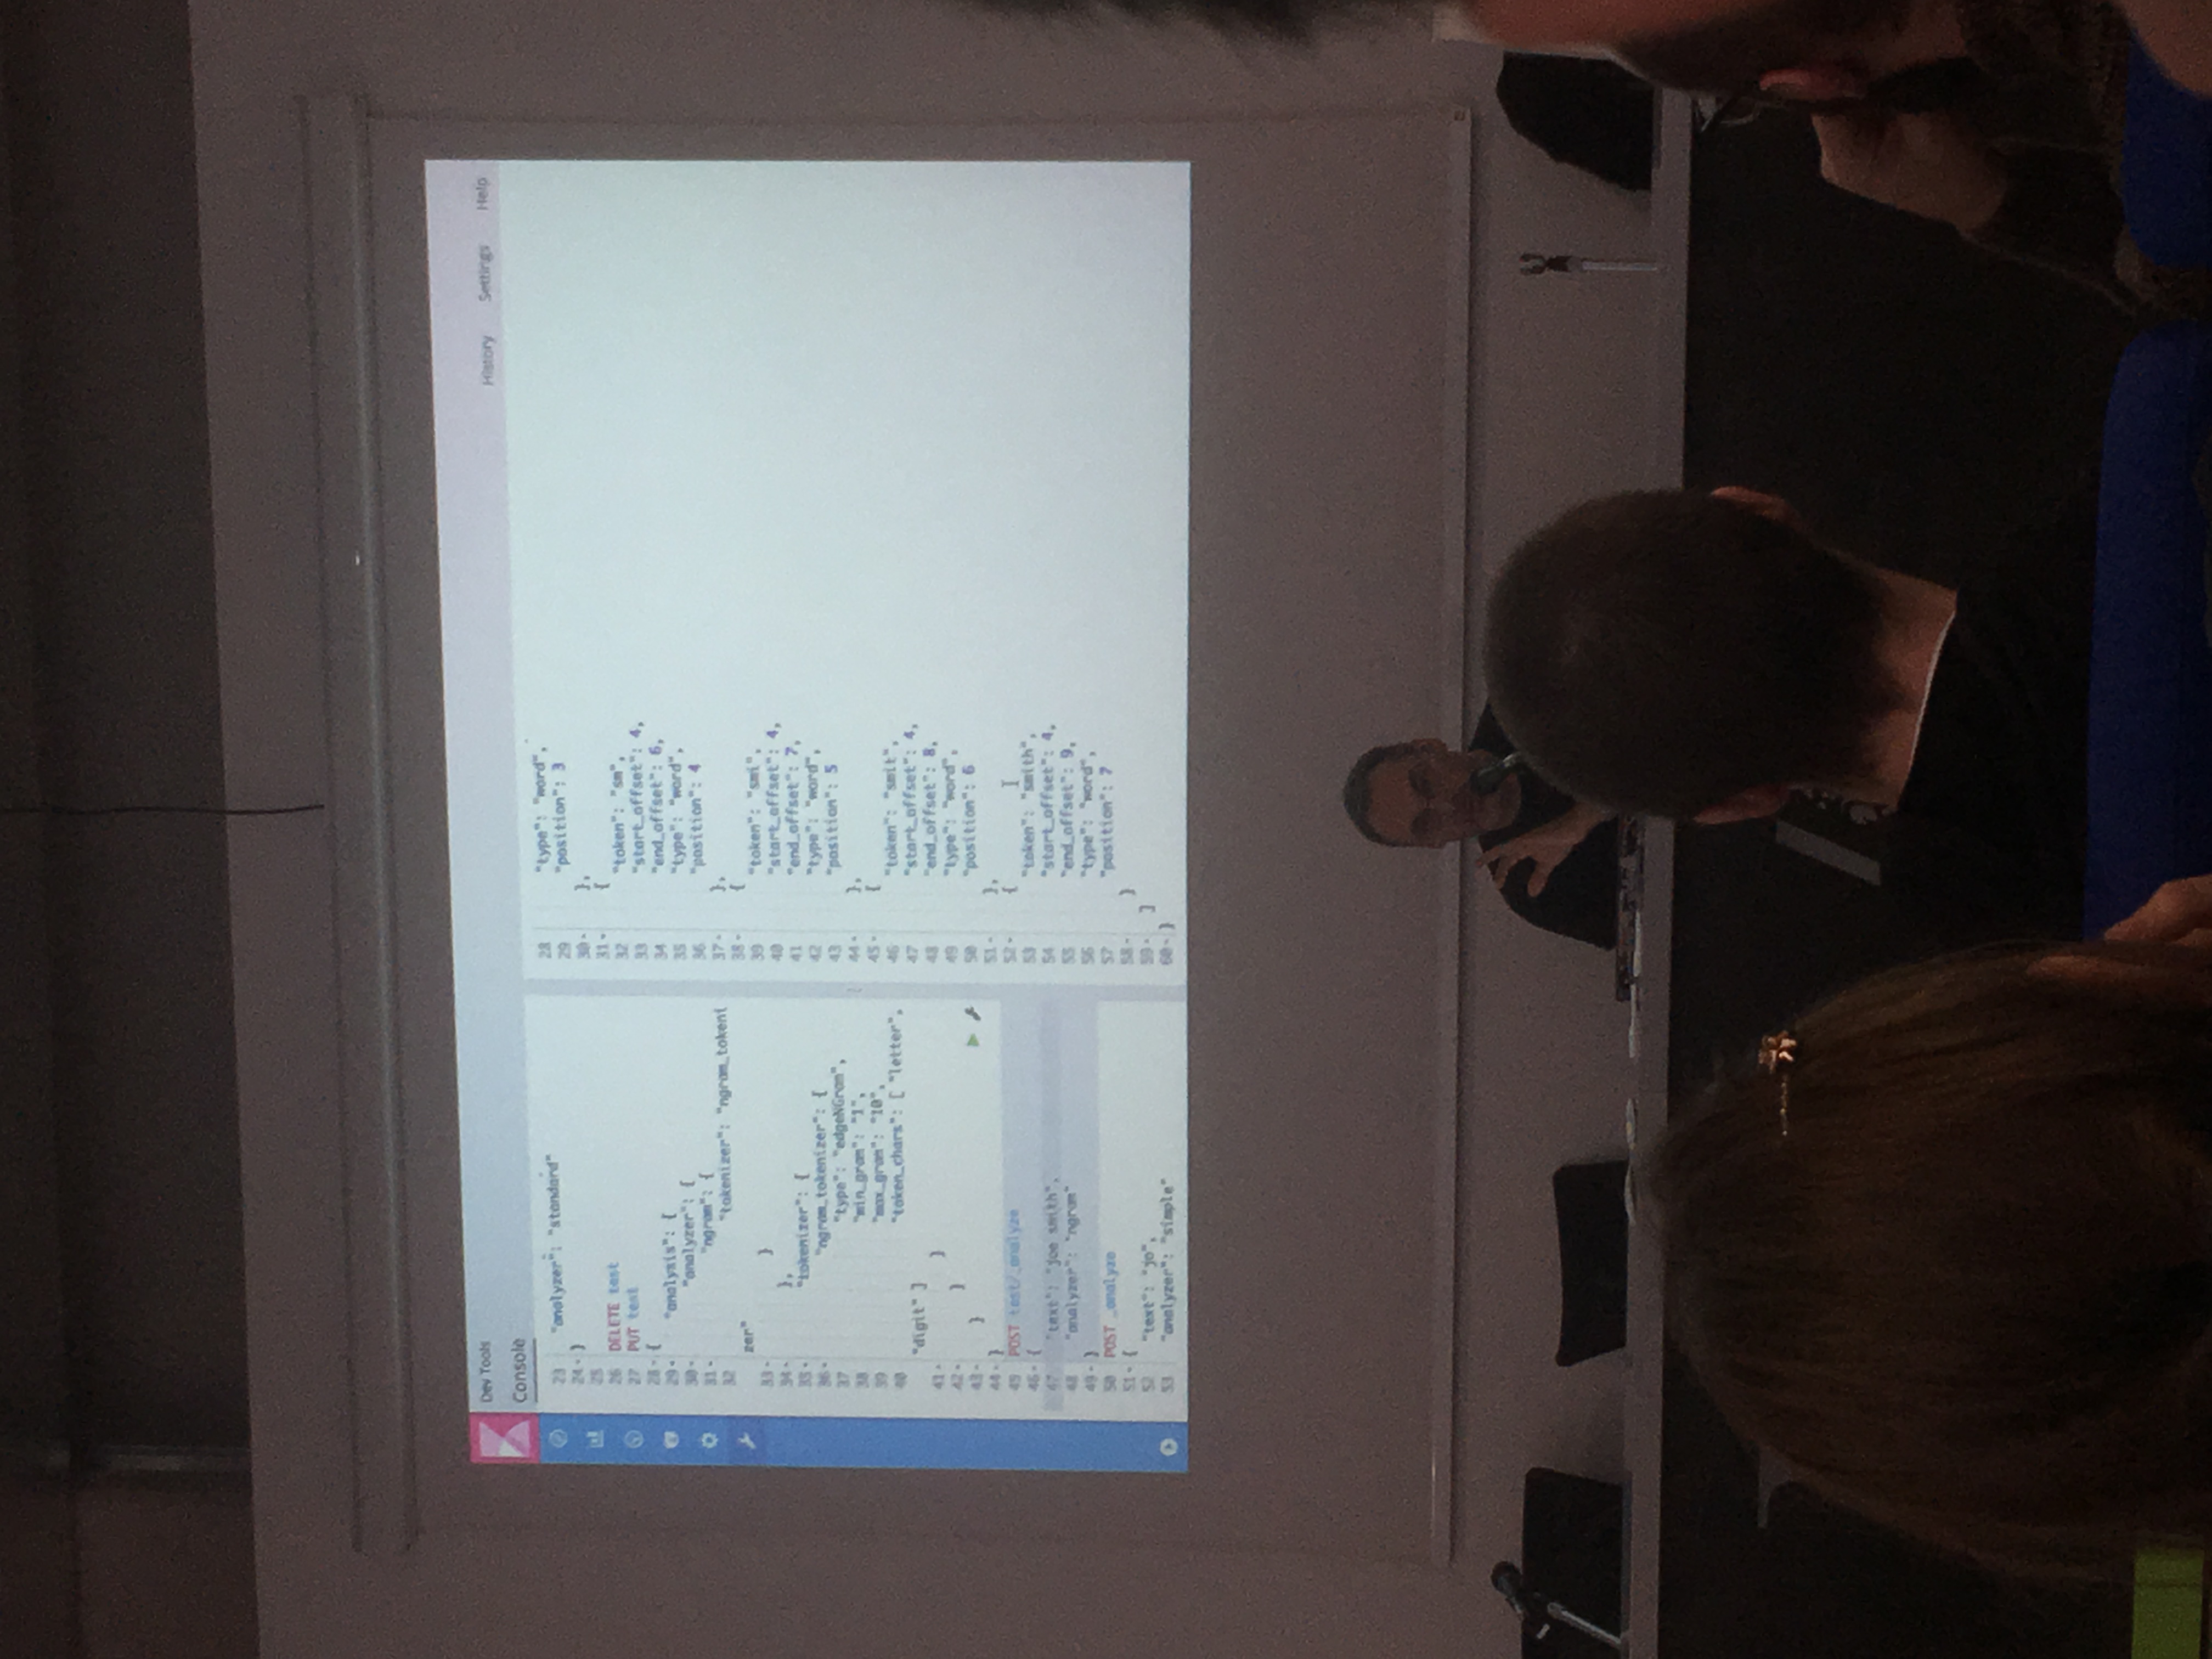 Dev Tools
History Settings Help
Console
23 "analyzer": "standard"
24 }
25
26 DELETE test
27 PUT test
28 {
29 "analysis": {
30 "analyzer": {
31 "ngram": {
32 "tokenizer": "ngram_tokeni
zer"
33 }
34 },
35 "tokenizer": {
36 "ngram_tokenizer": {
37 "type": "edgeNGram",
38 "min_gram": "1",
39 "max_gram": "10",
40 "token_chars": [ "letter",
"digit" ]
41 }
42 }
43 }
44 }
45 POST test/_analyze
46 {
47 "text": "joe smith",
48 "analyzer": "ngram"
49 }
50 POST _analyze
51 {
52 "text": "jo",
53 "analyzer": "simple"
28 "type": "word",
29 "position": 3
30 },
31 {
32 "token": "sm",
33 "start_offset": 4,
34 "end_offset": 6,
35 "type": "word",
36 "position": 4
37 },
38 {
39 "token": "smi",
40 "start_offset": 4,
41 "end_offset": 7,
42 "type": "word",
43 "position": 5
44 },
45 {
46 "token": "smit",
47 "start_offset": 4,
48 "end_offset": 8,
49 "type": "word",
50 "position": 6
51 },
52 {
53 "token": "smith",
54 "start_offset": 4,
55 "end_offset": 9,
56 "type": "word",
57 "position": 7
58 }
59 ]
60 }